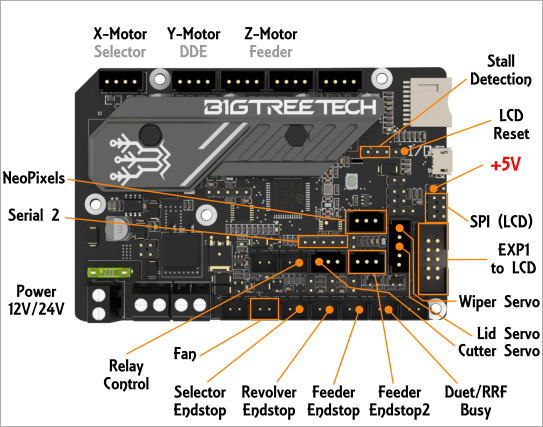 X-Motor Y-Motor Z-Motor
Selector DDE Feeder
Stall
Detection
BIGTREETECH
LCD
Reset
I/O
+5V
NeoPixels
Serial 2
SPI (LCD)
EXP1
to LCD
Power
12V/24V
Wiper Servo
Lid Servo
Cutter Servo
Fan
Relay
Control
Selector
Endstop
Revolver
Endstop
Feeder
Endstop
Feeder
Endstop2
Duet/RRF
Busy